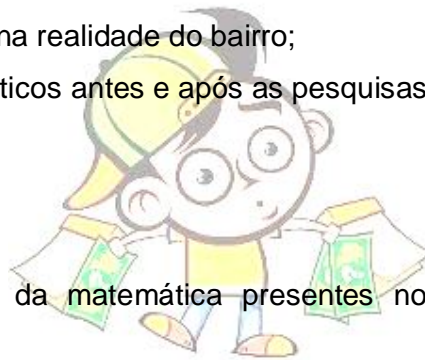 na realidade do bairro;
ticos antes e após as pesquisas
da matemática presentes no